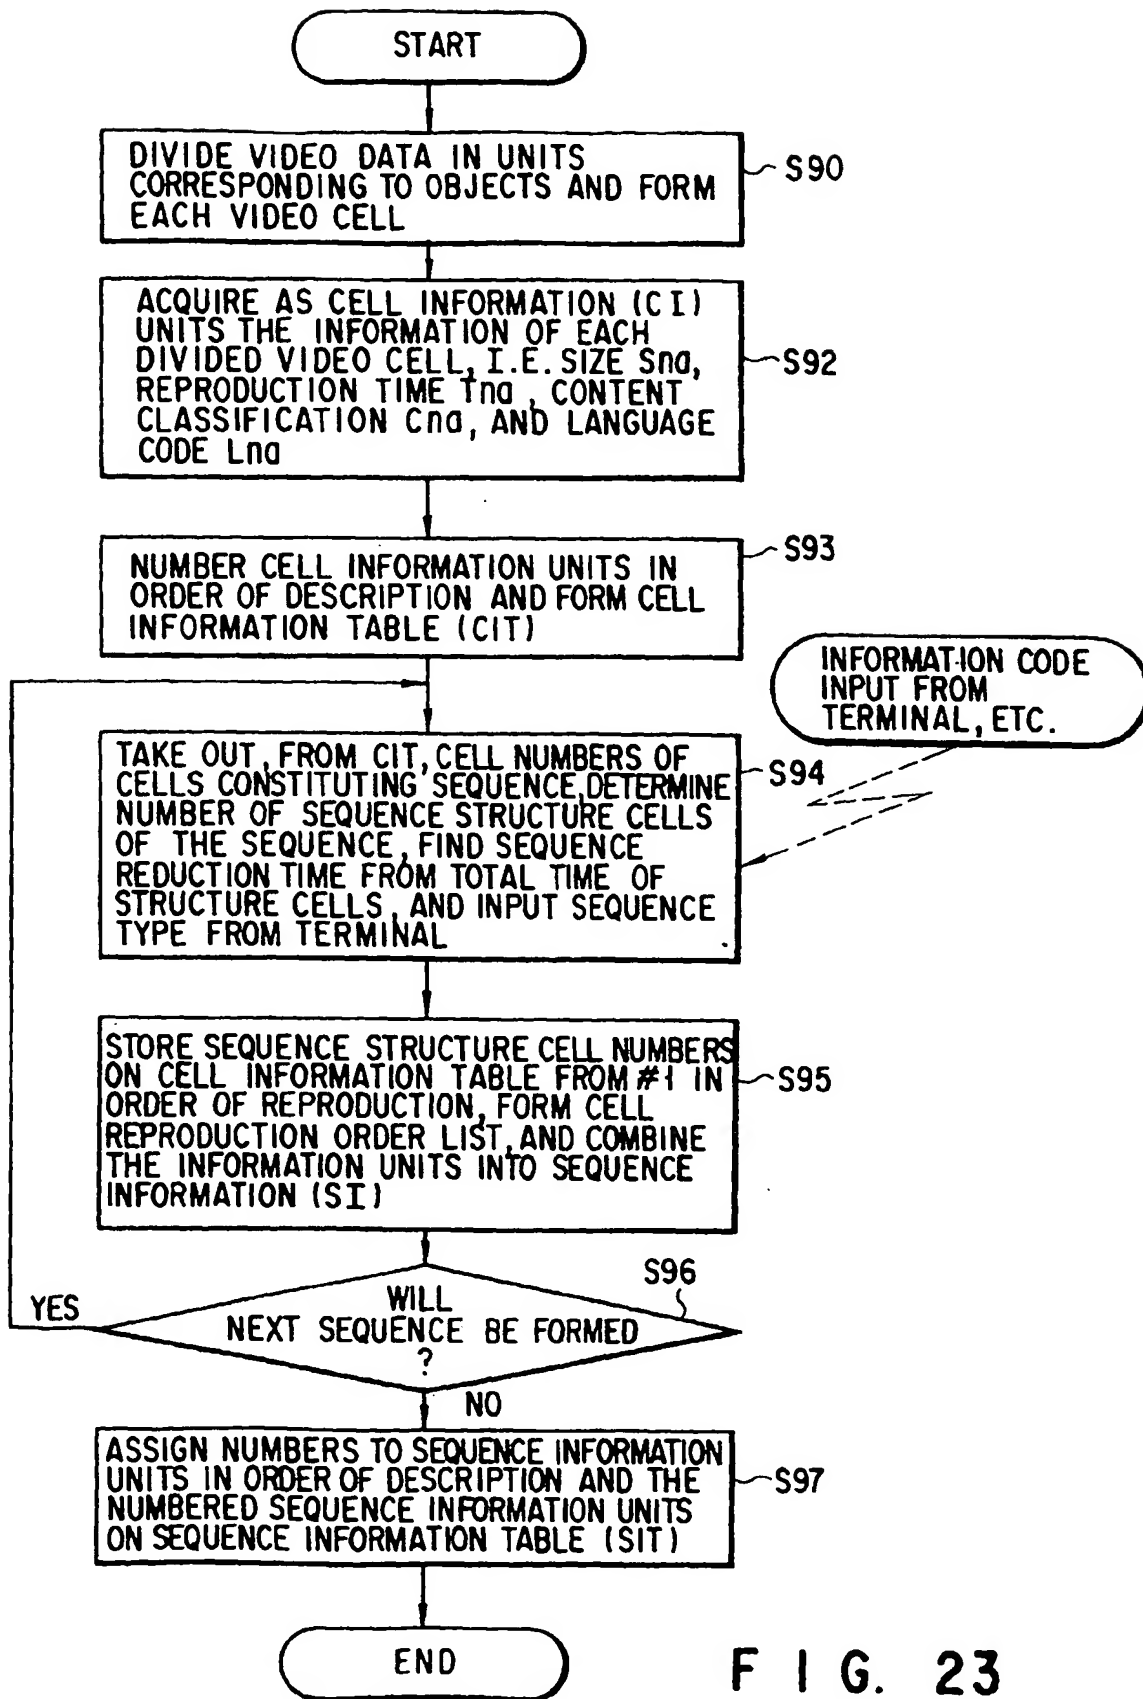 START
DIVIDE VIDEO DATA IN UNITS
CORRESPONDING TO OBJECTS AND FORM
EACH VIDEO CELL
S90
ACQUIRE AS CELL INFORMATION (CI)
UNITS THE INFORMATION OF EACH
DIVIDED VIDEO CELL, I.E. SIZE Sna,
REPRODUCTION TIME Tna, CONTENT
CLASSIFICATION Cna, AND LANGUAGE
CODE Lna
S92
NUMBER CELL INFORMATION UNITS IN
ORDER OF DESCRIPTION AND FORM CELL
INFORMATION TABLE (CIT)
S93
INFORMATION CODE
INPUT FROM
TERMINAL, ETC.
TAKE OUT, FROM CIT, CELL NUMBERS OF
CELLS CONSTITUTING SEQUENCE, DETERMINE
NUMBER OF SEQUENCE STRUCTURE CELLS
OF THE SEQUENCE, FIND SEQUENCE
REDUCTION TIME FROM TOTAL TIME OF
STRUCTURE CELLS, AND INPUT SEQUENCE
TYPE FROM TERMINAL
S94
STORE SEQUENCE STRUCTURE CELL NUMBERS
ON CELL INFORMATION TABLE FROM #1 IN
ORDER OF REPRODUCTION, FORM CELL
REPRODUCTION ORDER LIST, AND COMBINE
THE INFORMATION UNITS INTO SEQUENCE
INFORMATION (SI)
S95
S96
WILL
NEXT SEQUENCE BE FORMED
?
YES
NO
ASSIGN NUMBERS TO SEQUENCE INFORMATION
UNITS IN ORDER OF DESCRIPTION AND THE
NUMBERED SEQUENCE INFORMATION UNITS
ON SEQUENCE INFORMATION TABLE (SIT)
S97
END
FIG. 23